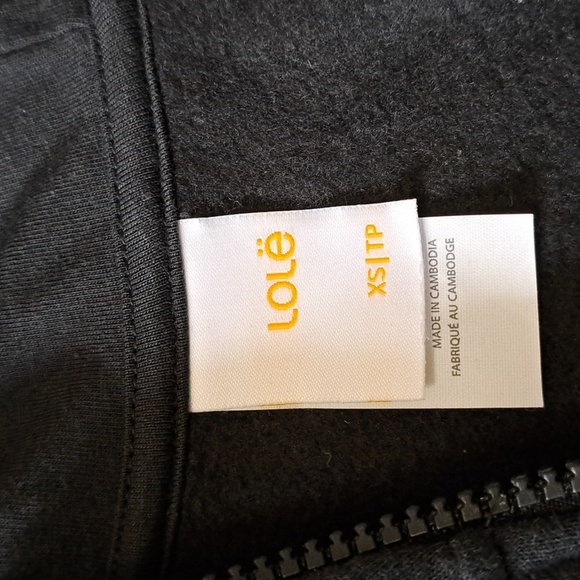 LOLë
XS|TP
MADE IN CAMBODIA
FABRIQUÉ AU CAMBODGE